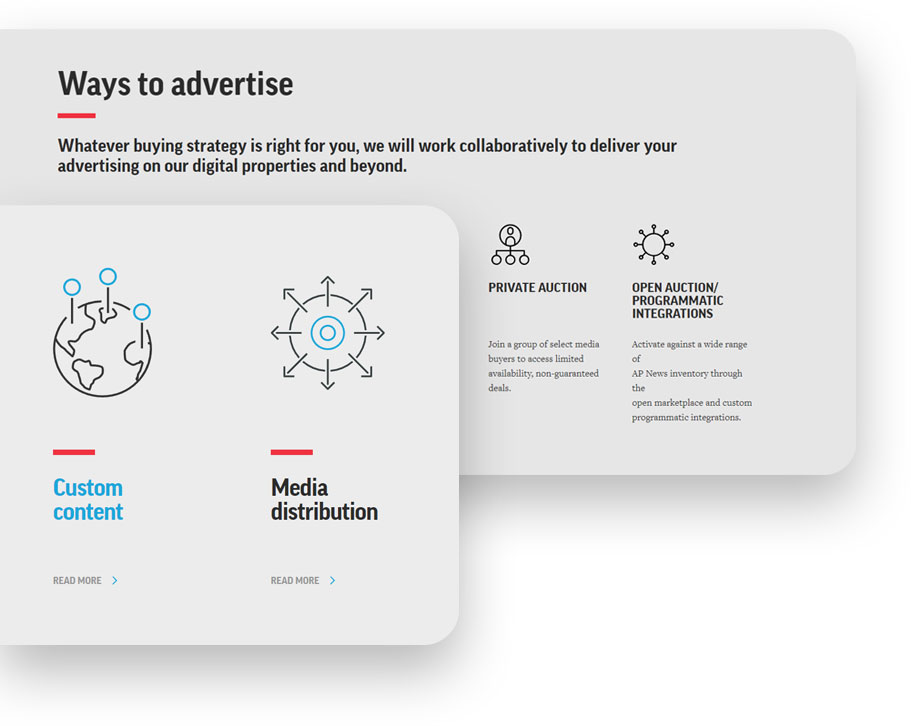 Ways to advertise
Whatever buying strategy is right for you, we will work collaboratively to deliver your
advertising on our digital properties and beyond.
PRIVATE AUCTION
Join a group of select media
buyers to access limited
availability, non-guaranteed
deals.
OPEN AUCTION/
PROGRAMMATIC
INTEGRATIONS
Activate against a wide range
of
AP News inventory through
the
open marketplace and custom
programmatic integrations.
Custom
content
READ MORE
Media
distribution
READ MORE